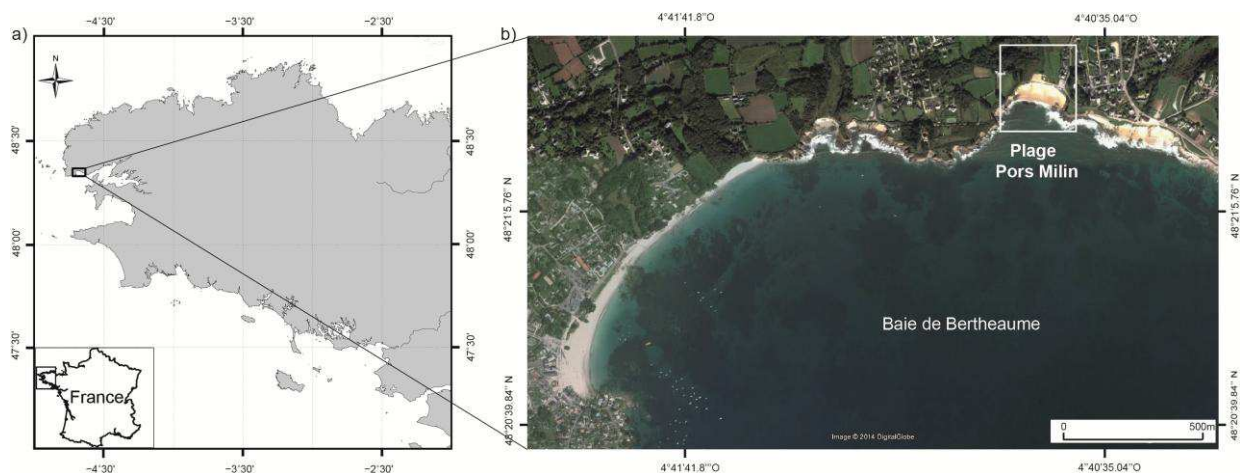 a)
−4°30'
−3°30'
−2°30'
N
48°30'
48°30'
48°00'
48°00'
47°30'
47°30'
France
−4°30'
−3°30'
−2°30'
b)
4°41'41.8"O
4°40'35.04"O
Plage
Pors Milin
48°21'5.76" N
48°21'5.76" N
Baie de Bertheaume
48°20'39.84" N
48°20'39.84" N
0
500m
Image © 2014 DigitalGlobe
4°41'41.8"O
4°40'35.04"O